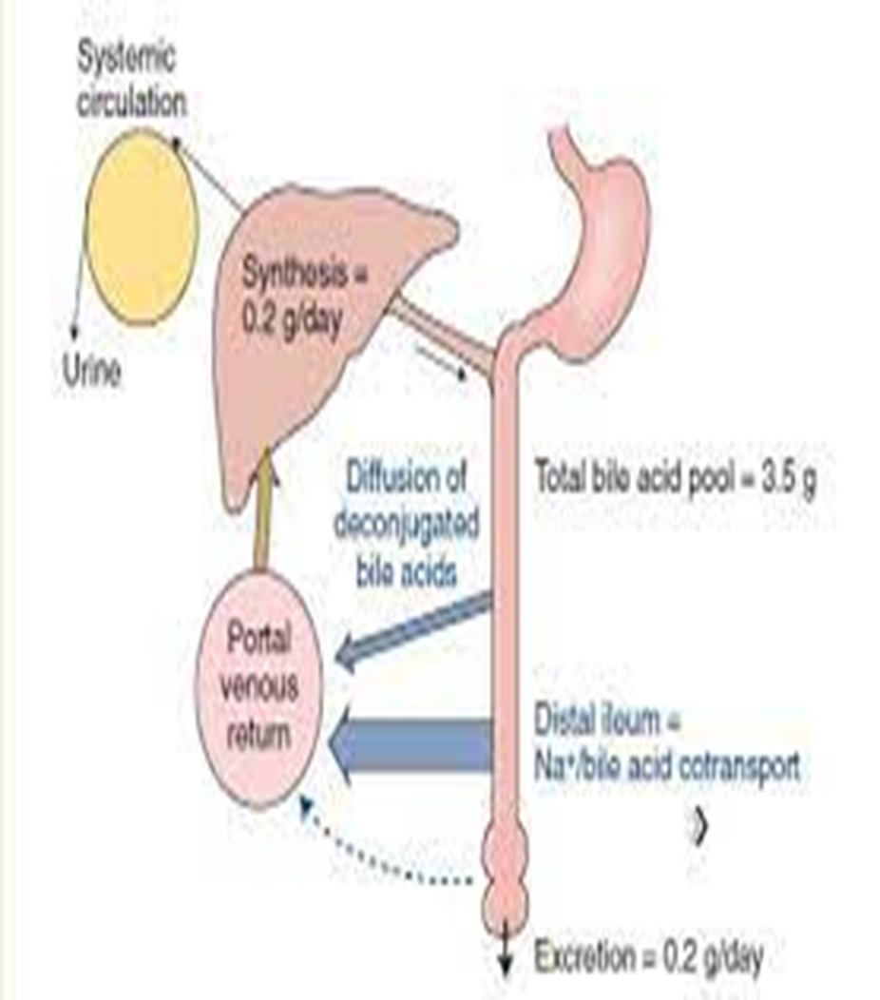 Systemic
circulation
Synthesis =
0.2 g/day
Urine
Diffusion of
deconjugated
bile acids
Total bile acid pool = 3.5 g
Portal
venous
return
Distal ileum =
Na⁺/bile acid cotransport
Excretion = 0.2 g/day